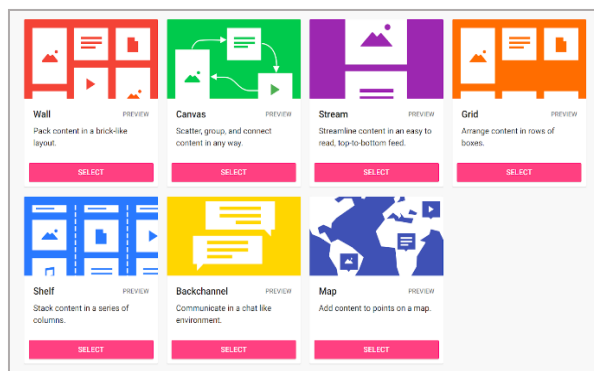 Wall PREVIEW
Pack content in a brick-like
layout.
SELECT
Canvas PREVIEW
Scatter, group, and connect
content in any way.
SELECT
Stream PREVIEW
Streamline content in an easy to
read, top-to-bottom feed.
SELECT
Grid PREVIEW
Arrange content in rows of
boxes.
SELECT
Shelf PREVIEW
Stack content in a series of
columns.
SELECT
Backchannel PREVIEW
Communicate in a chat like
environment.
SELECT
Map PREVIEW
Add content to points on a map.
SELECT